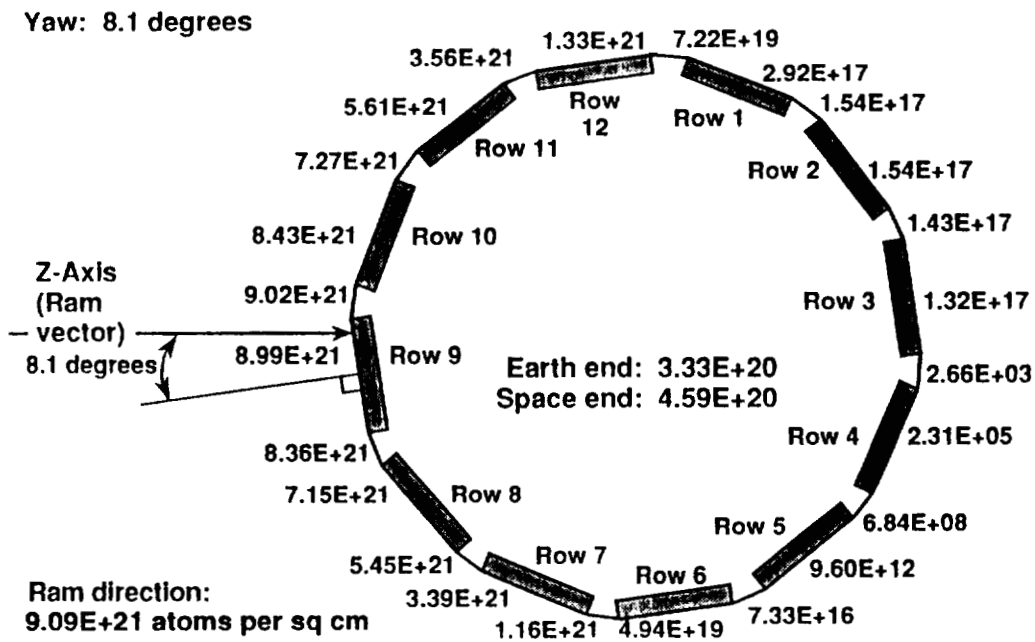 Yaw: 8.1 degrees
1.33E+21
7.22E+19
3.56E+21
2.92E+17
5.61E+21
Row
12
Row 1
1.54E+17
Row 11
7.27E+21
Row 2
1.54E+17
8.43E+21
Row 10
1.43E+17
Z-Axis
(Ram
vector)
9.02E+21
Row 3
1.32E+17
8.1 degrees
8.99E+21
Row 9
Earth end: 3.33E+20
Space end: 4.59E+20
2.66E+03
Row 4
2.31E+05
8.36E+21
7.15E+21
Row 8
Row 5
6.84E+08
5.45E+21
Row 7
Row 6
9.60E+12
Ram direction:
9.09E+21 atoms per sq cm
3.39E+21
1.16E+21
4.94E+19
7.33E+16